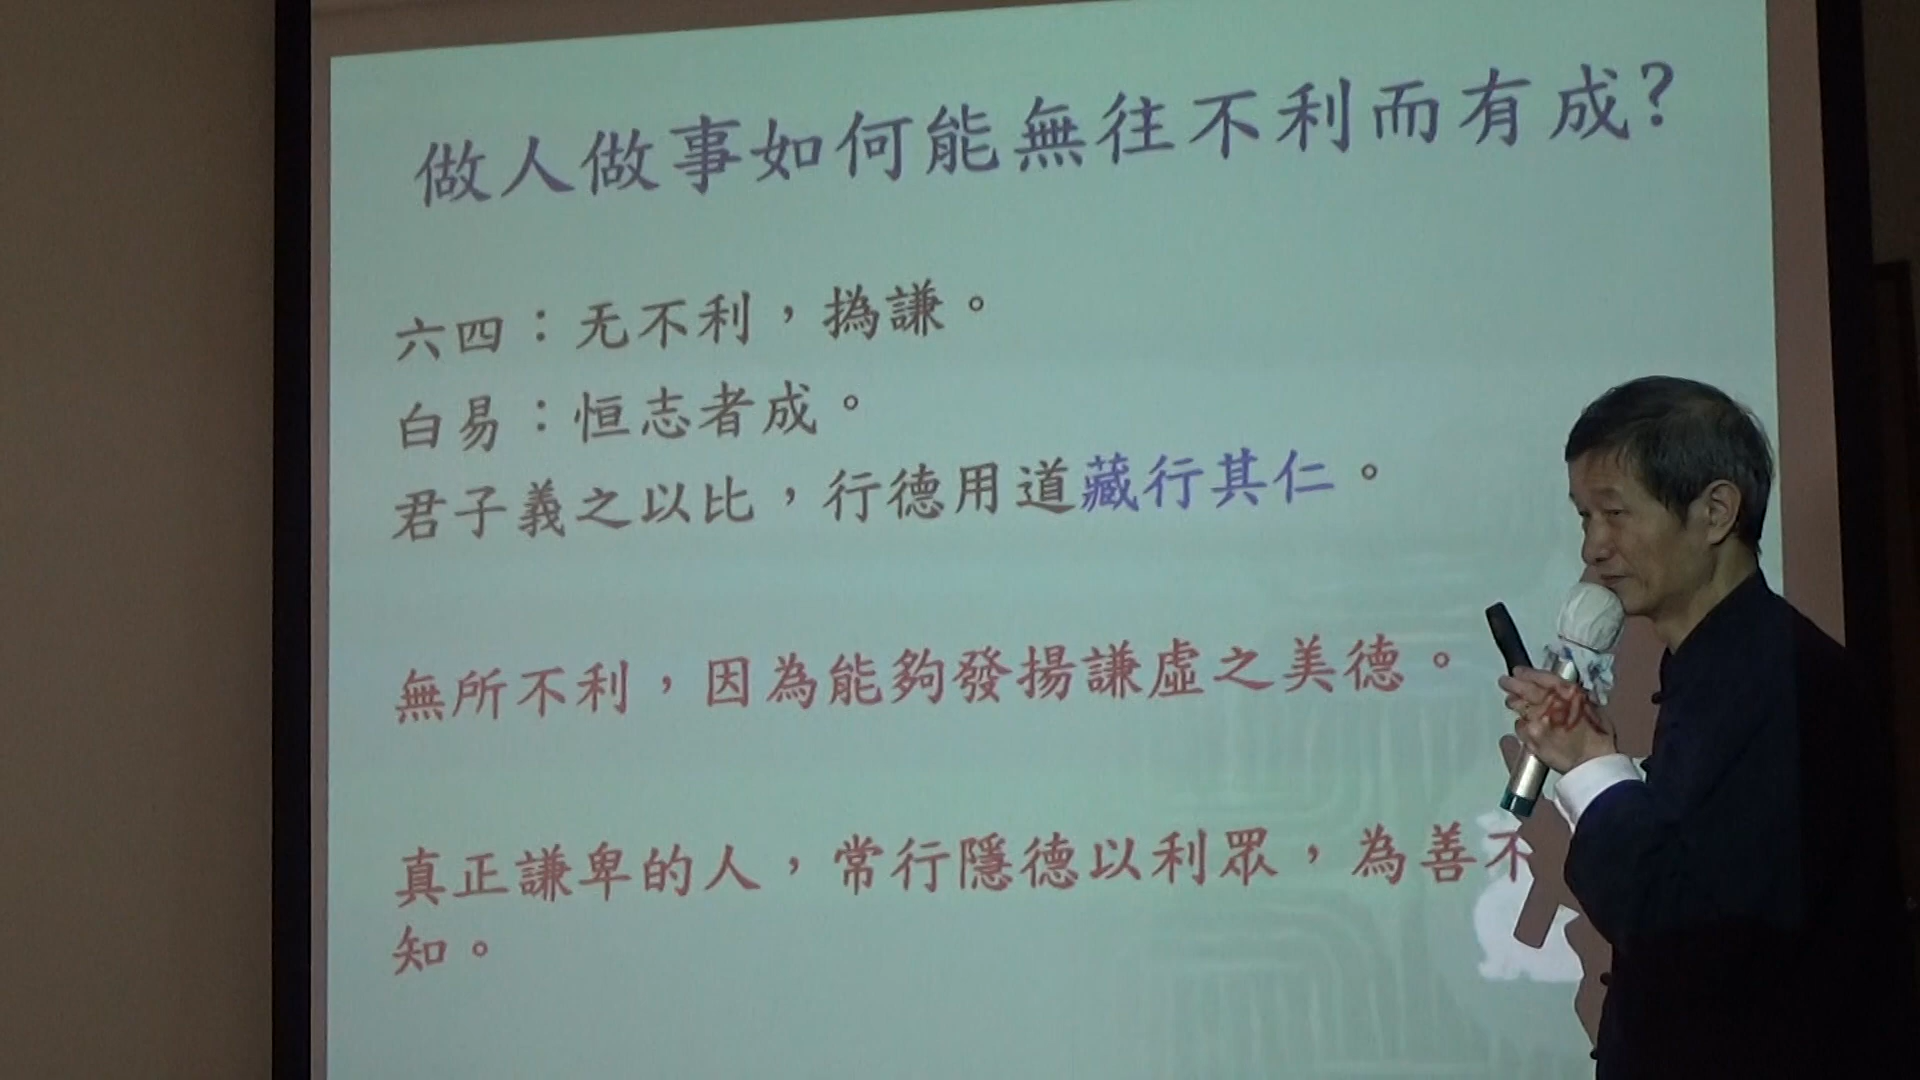 做人做事如何能無往不利而有成?
六四：无不利，撝謙。
白易：恒志者成。
君子義之以比，行德用道藏行其仁。
無所不利，因為能夠發揚謙虛之美德。
真正謙卑的人，常行隱德以利眾，為善不欲
知。